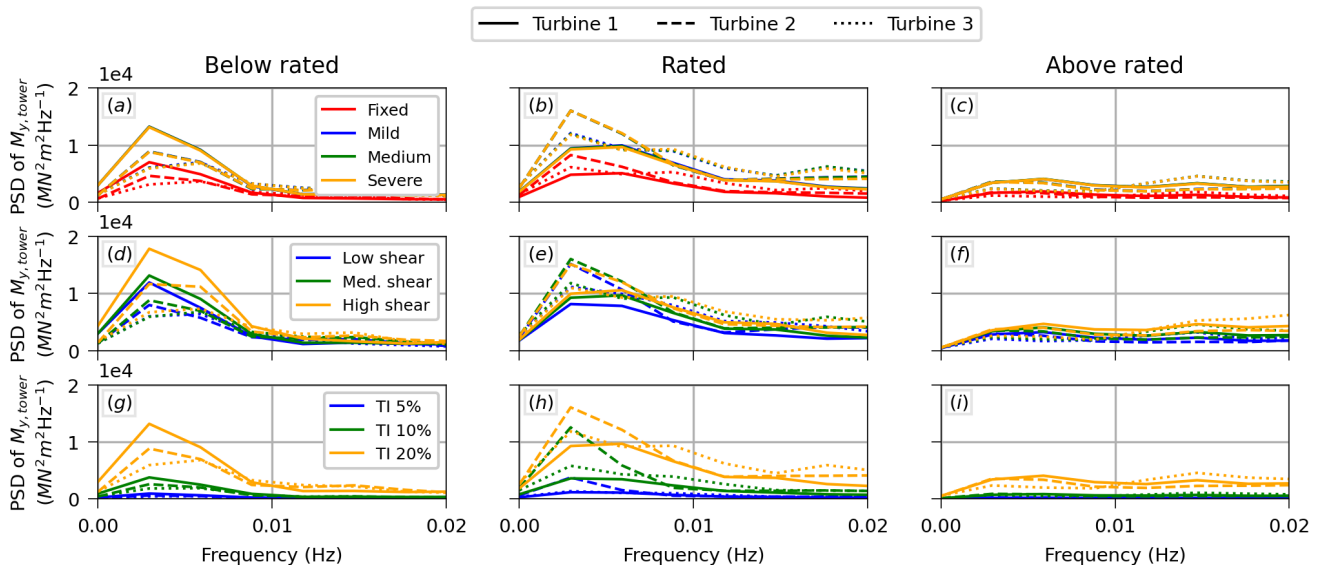 Turbine 1 Turbine 2 Turbine 3
Below rated Rated Above rated
1e4
PSD of M_{y,tower}
(MN²m²Hz⁻¹)
2
1
0
(a)
Fixed
Mild
Medium
Severe
(b)
(c)
1e4
PSD of M_{y,tower}
(MN²m²Hz⁻¹)
2
1
0
(d)
Low shear
Med. shear
High shear
(e)
(f)
1e4
PSD of M_{y,tower}
(MN²m²Hz⁻¹)
2
1
0
(g)
TI 5%
TI 10%
TI 20%
(h)
(i)
0.00 0.01 0.02 0.00 0.01 0.02 0.00 0.01 0.02
Frequency (Hz) Frequency (Hz) Frequency (Hz)